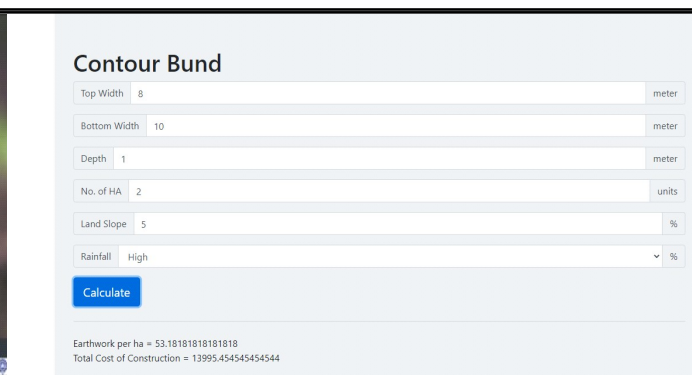 Contour Bund
Top Width 8 meter
Bottom Width 10 meter
Depth 1 meter
No. of HA 2 units
Land Slope 5 %
Rainfall High %
Calculate
Earthwork per ha = 53.18181818181818
Total Cost of Construction = 13995.454545454544